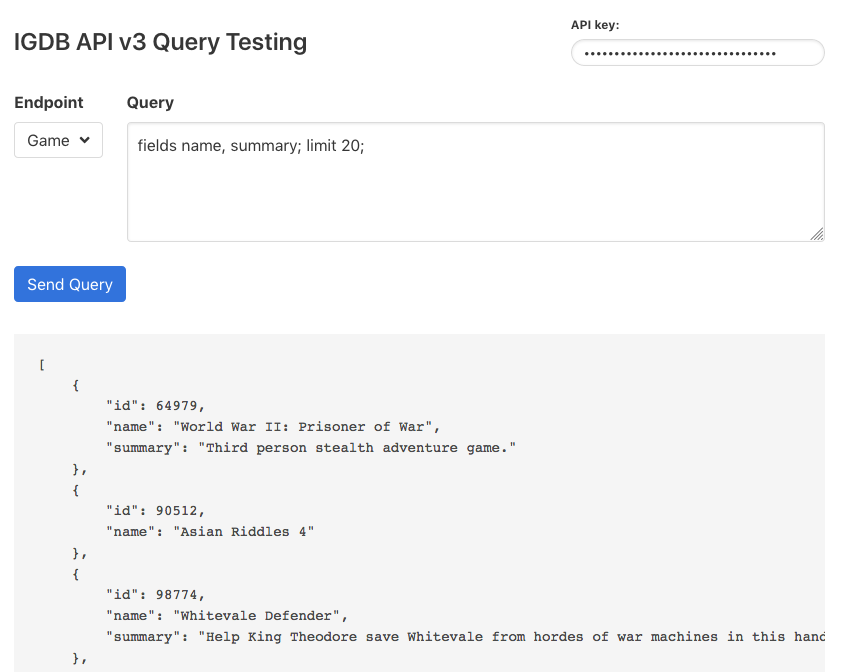 IGDB API v3 Query Testing
API key:
••••••••••••••••••••••••••••••••
Endpoint
Query
Game
fields name, summary; limit 20;
Send Query
[
{
"id": 64979,
"name": "World War II: Prisoner of War",
"summary": "Third person stealth adventure game."
},
{
"id": 90512,
"name": "Asian Riddles 4"
},
{
"id": 98774,
"name": "Whitevale Defender",
"summary": "Help King Theodore save Whitevale from hordes of war machines in this hand
},